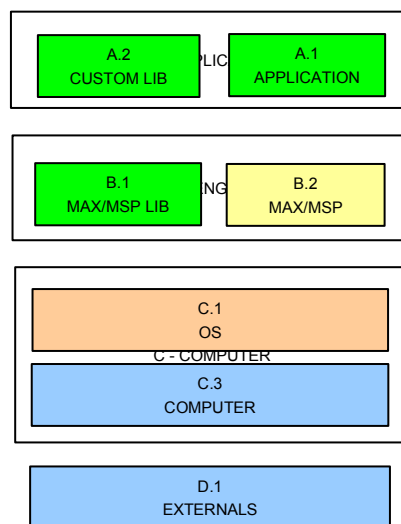 A.2
CUSTOM LIB
A.1
APPLICATION
B.1
MAX/MSP LIB
B.2
MAX/MSP
C.1
OS
C - COMPUTER
C.3
COMPUTER
D.1
EXTERNALS